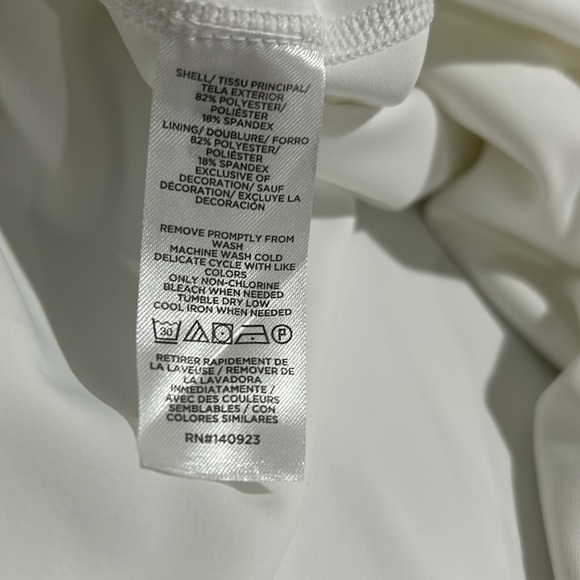 SHELL/ TISSU PRINCIPAL/
TELA EXTERIOR
82% POLYESTER/
POLIÉSTER
18% SPANDEX
LINING/ DOUBLURE/ FORRO
82% POLYESTER/
POLIÉSTER
18% SPANDEX
EXCLUSIVE OF
DECORATION/ SAUF
DÉCORATION/ EXCLUYE LA
DECORACIÓN
REMOVE PROMPTLY FROM
WASH
MACHINE WASH COLD
DELICATE CYCLE WITH LIKE
COLORS
ONLY NON-CHLORINE
BLEACH WHEN NEEDED
TUMBLE DRY LOW
COOL IRON WHEN NEEDED
30 P
RETIRER RAPIDEMENT DE
LA LAVEUSE / REMOVER DE
LA LAVADORA
INMEDIATAMENTE /
AVEC DES COULEURS
SEMBLABLES / CON
COLORES SIMILARES
RN#140923